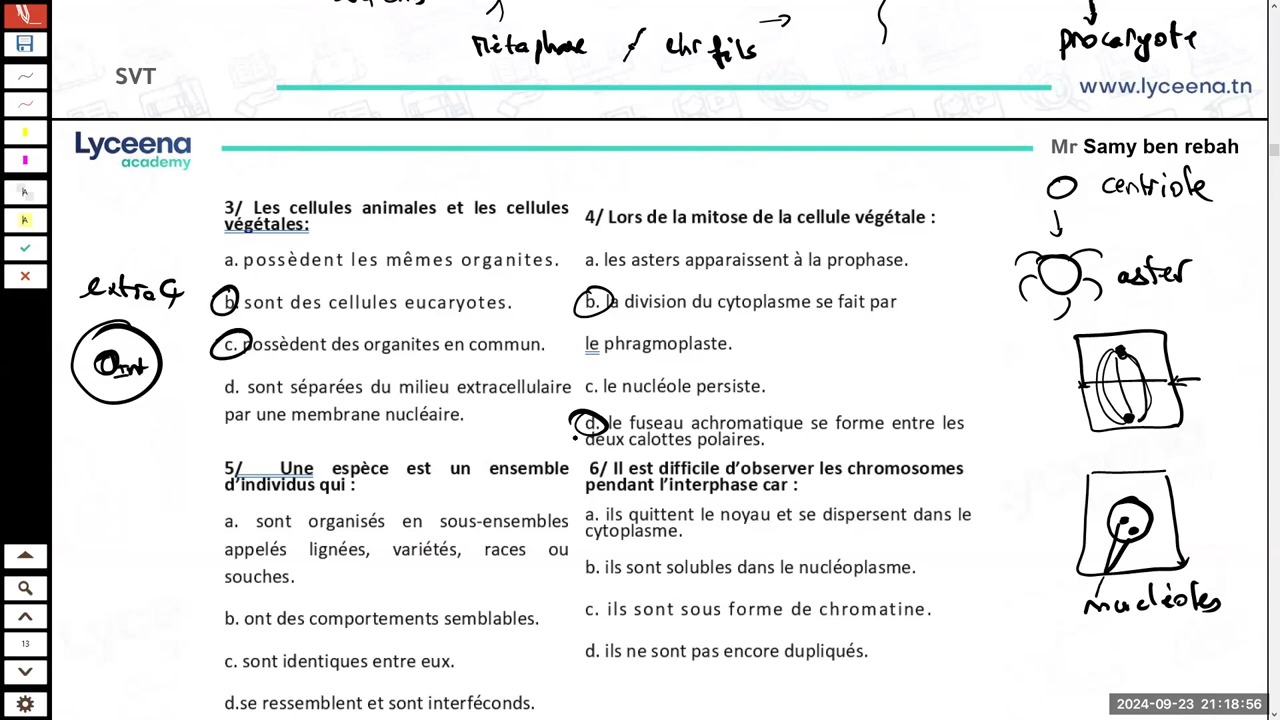 métaphase / chr fils →
procaryote
SVT
www.lyceena.tn
Lyceena
academy
Mr Samy ben rebah
3/ Les cellules animales et les cellules
végétales:
a. possèdent les mêmes organites.
b. sont des cellules eucaryotes.
c. possèdent des organites en commun.
d. sont séparées du milieu extracellulaire
par une membrane nucléaire.
4/ Lors de la mitose de la cellule végétale :
a. les asters apparaissent à la prophase.
b. la division du cytoplasme se fait par
le phragmoplaste.
c. le nucléole persiste.
d. le fuseau achromatique se forme entre les
deux calottes polaires.
5/ Une espèce est un ensemble
d'individus qui :
a. sont organisés en sous-ensembles
appelés lignées, variétés, races ou
souches.
b. ont des comportements semblables.
c. sont identiques entre eux.
d.se ressemblent et sont interféconds.
6/ Il est difficile d'observer les chromosomes
pendant l'interphase car :
a. ils quittent le noyau et se dispersent dans le
cytoplasme.
b. ils sont solubles dans le nucléoplasme.
c. ils sont sous forme de chromatine.
d. ils ne sont pas encore dupliqués.
centriole
aster
nucléoles
13
2024-09-23 21:18:56